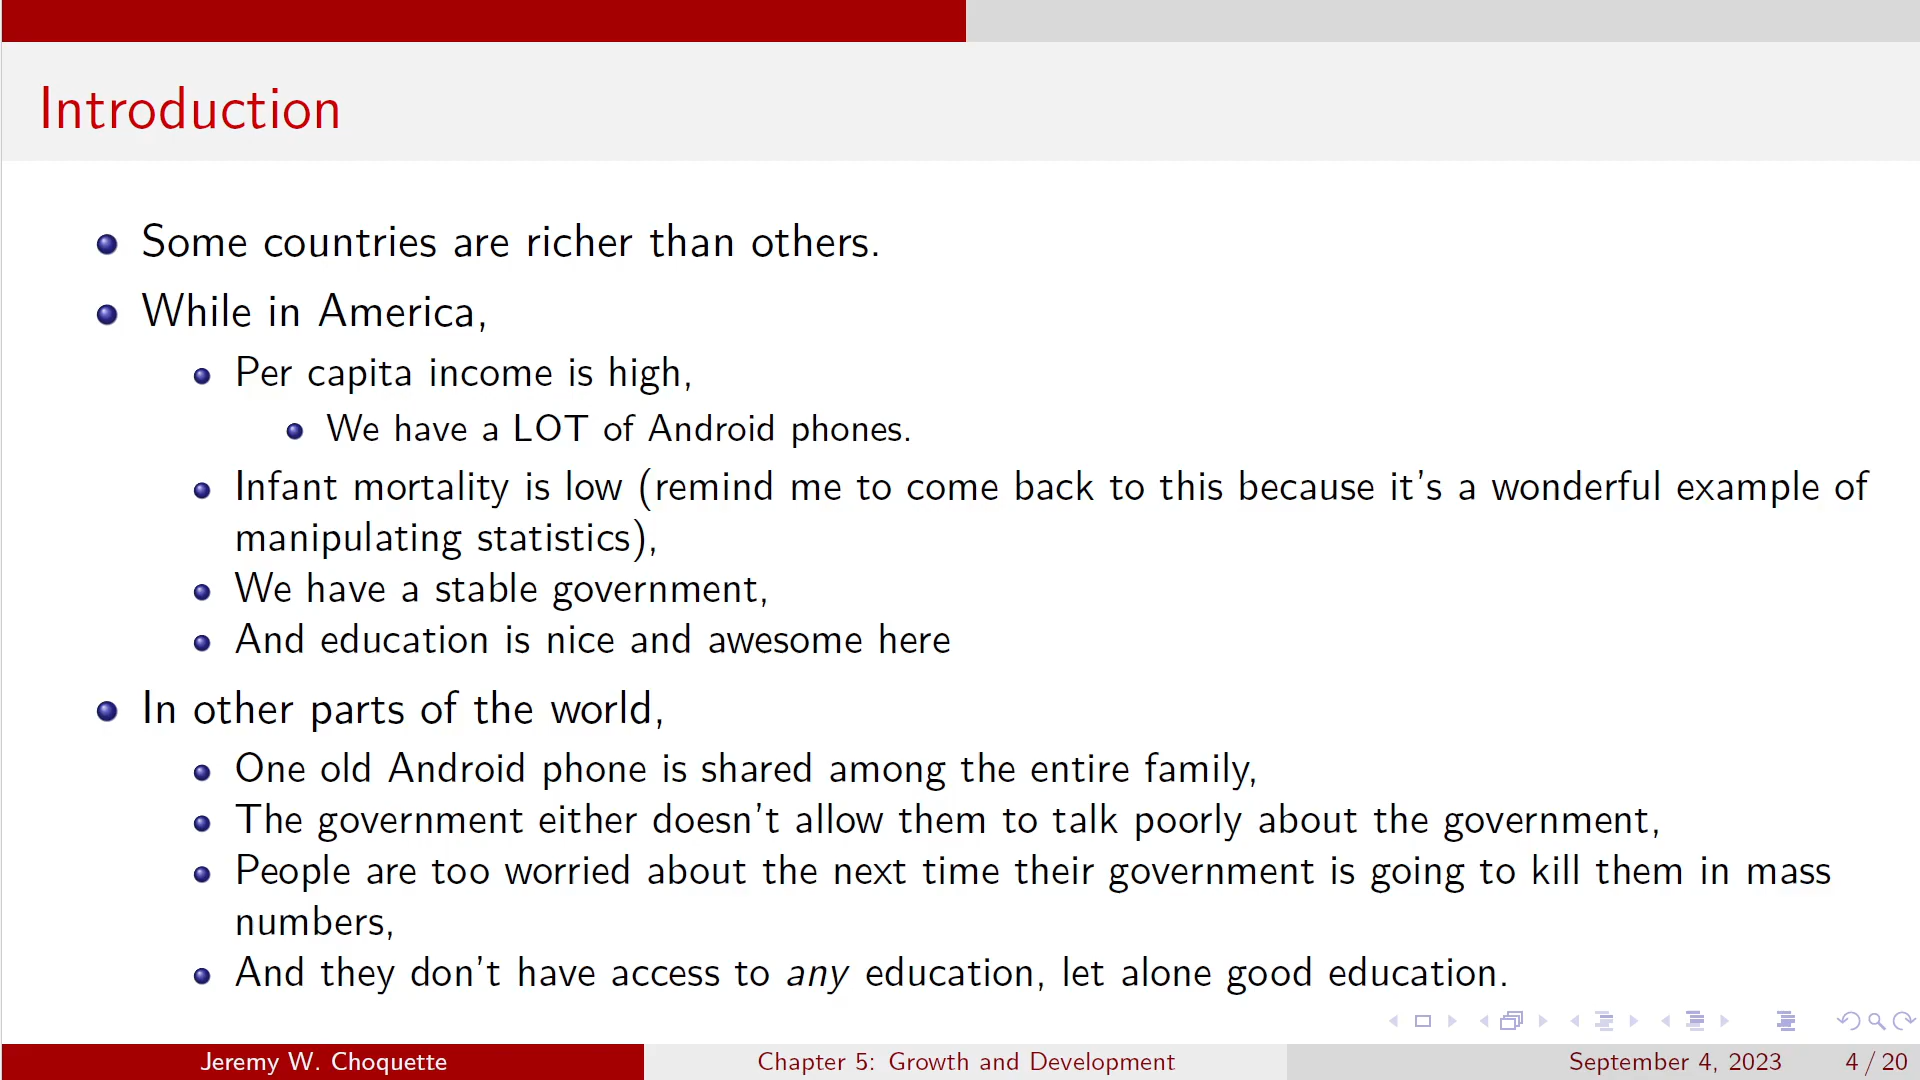 Introduction
Some countries are richer than others.
While in America,
Per capita income is high,
We have a LOT of Android phones.
Infant mortality is low (remind me to come back to this because it's a wonderful example of
manipulating statistics),
We have a stable government,
And education is nice and awesome here
In other parts of the world,
One old Android phone is shared among the entire family,
The government either doesn't allow them to talk poorly about the government,
People are too worried about the next time their government is going to kill them in mass
numbers,
And they don't have access to any education, let alone good education.
Jeremy W. Choquette Chapter 5: Growth and Development September 4, 2023 4 / 20